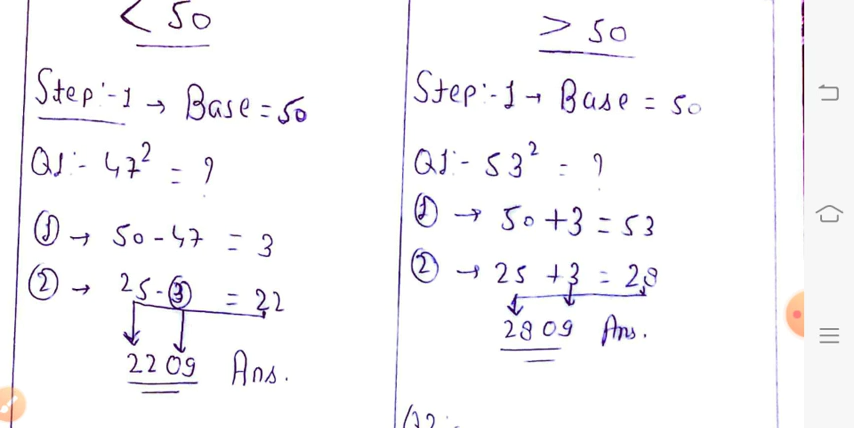 < 50
Step:-1 → Base = 50
Q1:- 47² = ?
① → 50 - 47 = 3
② → 25 - ③ = 22
2209 Ans.
> 50
Step:-1 → Base = 50
Q1:- 53² = ?
① → 50 + 3 = 53
② → 25 + 3 = 28
2809 Ans.